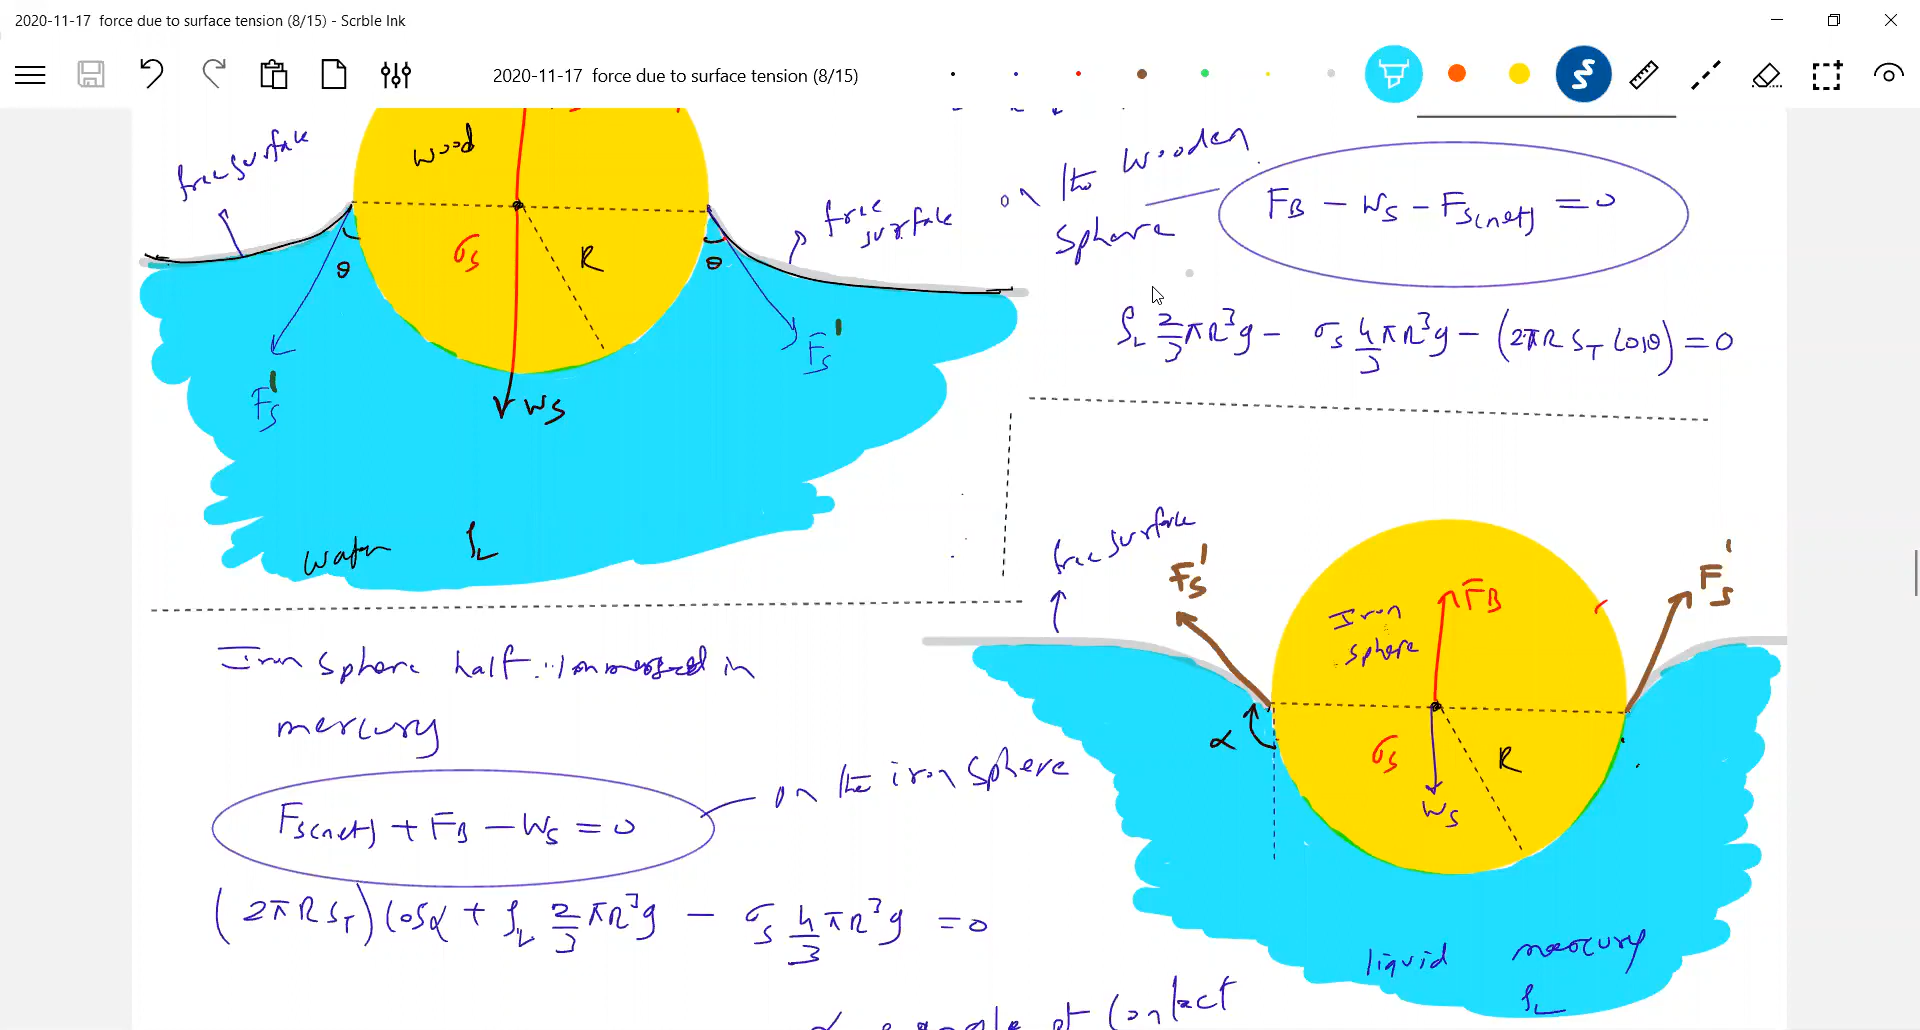 2020-11-17 force due to surface tension (8/15) - Scrble Ink
2020-11-17 force due to surface tension (8/15)
free surface
wood
σs
R
θ
θ
free surface
Fs'
Fs'
Ws
water
ρL
on the wooden sphere
FB - Ws - Fs(net) = 0
ρL 2/3 πR³g - σs 4/3 πR³g - (2πR ST cosθ) = 0
Iron sphere half immersed in
mercury
Fs(net) + FB - Ws = 0
on the iron sphere
(2πR ST) cosα + ρL 2/3 πR³g - σs 4/3 πR³g = 0
free surface
Fs'
FB
Fs'
Iron sphere
α
σs
R
Ws
liquid mercury
ρL
angle of contact